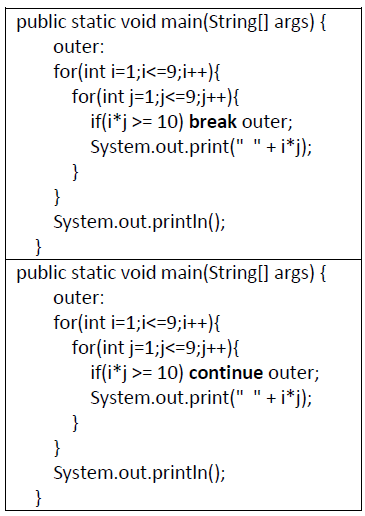 public static void main(String[] args) {
outer:
for(int i=1;i<=9;i++){
for(int j=1;j<=9;j++){
if(i*j >= 10) break outer;
System.out.print("  " + i*j);
}
}
System.out.println();
}
public static void main(String[] args) {
outer:
for(int i=1;i<=9;i++){
for(int j=1;j<=9;j++){
if(i*j >= 10) continue outer;
System.out.print("  " + i*j);
}
}
System.out.println();
}